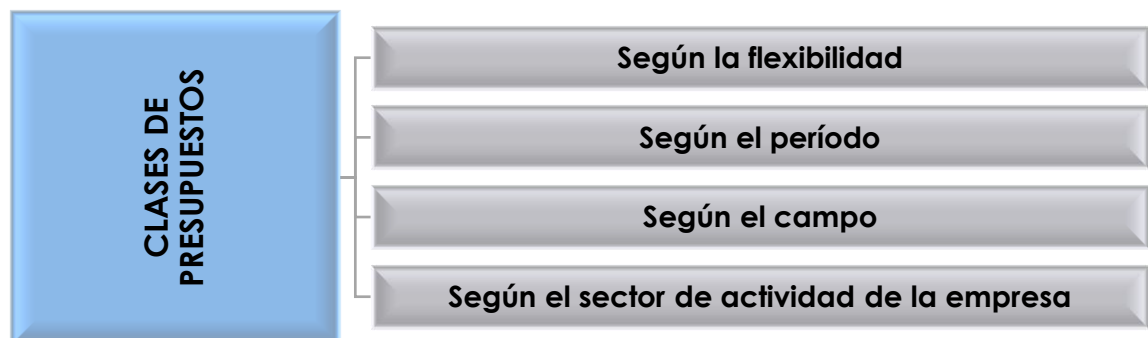 CLASES DE
PRESUPUESTOS
Según la flexibilidad
Según el período
Según el campo
Según el sector de actividad de la empresa